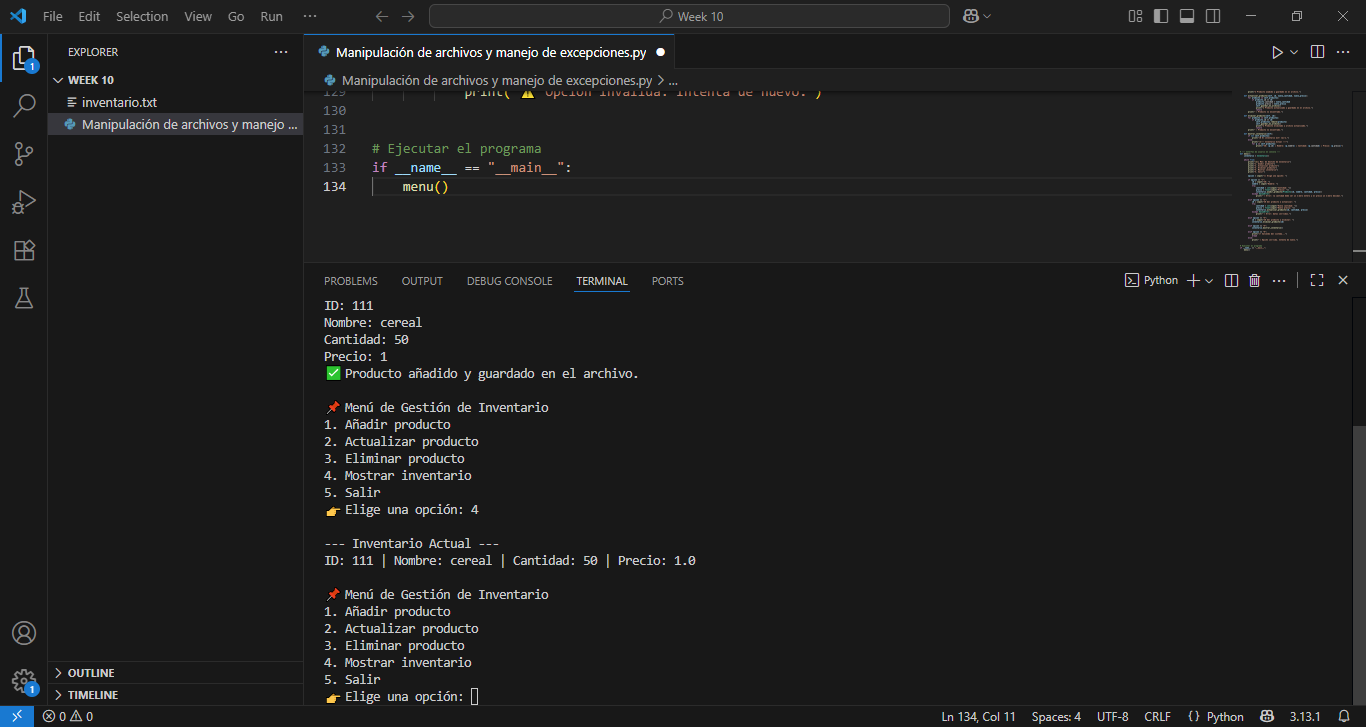 File Edit Selection View Go Run ···
Week 10
EXPLORER ···
WEEK 10
inventario.txt
Manipulación de archivos y manejo ...
OUTLINE
TIMELINE
Manipulación de archivos y manejo de excepciones.py
Manipulación de archivos y manejo de excepciones.py > ...
129 print("⚠️ Opción inválida. Intenta de nuevo.")
130
131
132 # Ejecutar el programa
133 if __name__ == "__main__":
134 menu()
PROBLEMS OUTPUT DEBUG CONSOLE TERMINAL PORTS
Python
ID: 111
Nombre: cereal
Cantidad: 50
Precio: 1
✅ Producto añadido y guardado en el archivo.
📌 Menú de Gestión de Inventario
1. Añadir producto
2. Actualizar producto
3. Eliminar producto
4. Mostrar inventario
5. Salir
👉 Elige una opción: 4
--- Inventario Actual ---
ID: 111 | Nombre: cereal | Cantidad: 50 | Precio: 1.0
📌 Menú de Gestión de Inventario
1. Añadir producto
2. Actualizar producto
3. Eliminar producto
4. Mostrar inventario
5. Salir
👉 Elige una opción:
1
1
0 0
Ln 134, Col 11 Spaces: 4 UTF-8 CRLF {} Python 3.13.1